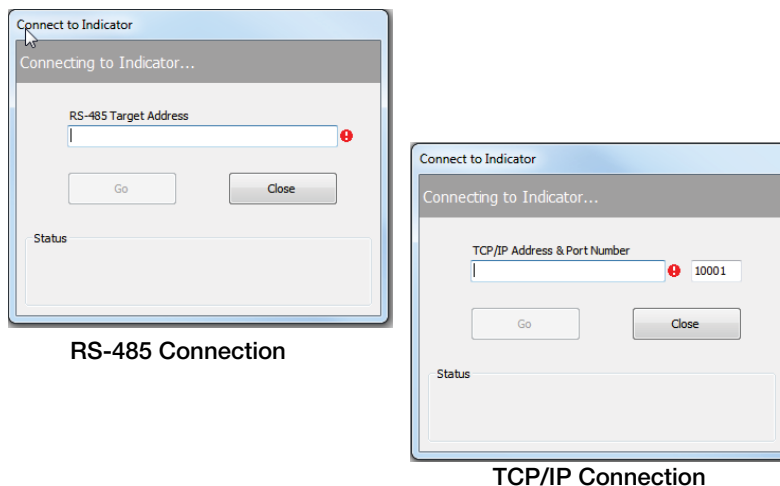 Connect to Indicator
Connecting to Indicator...
RS-485 Target Address
Go
Close
Status
RS-485 Connection
Connect to Indicator
Connecting to Indicator...
TCP/IP Address & Port Number
10001
Go
Close
Status
TCP/IP Connection